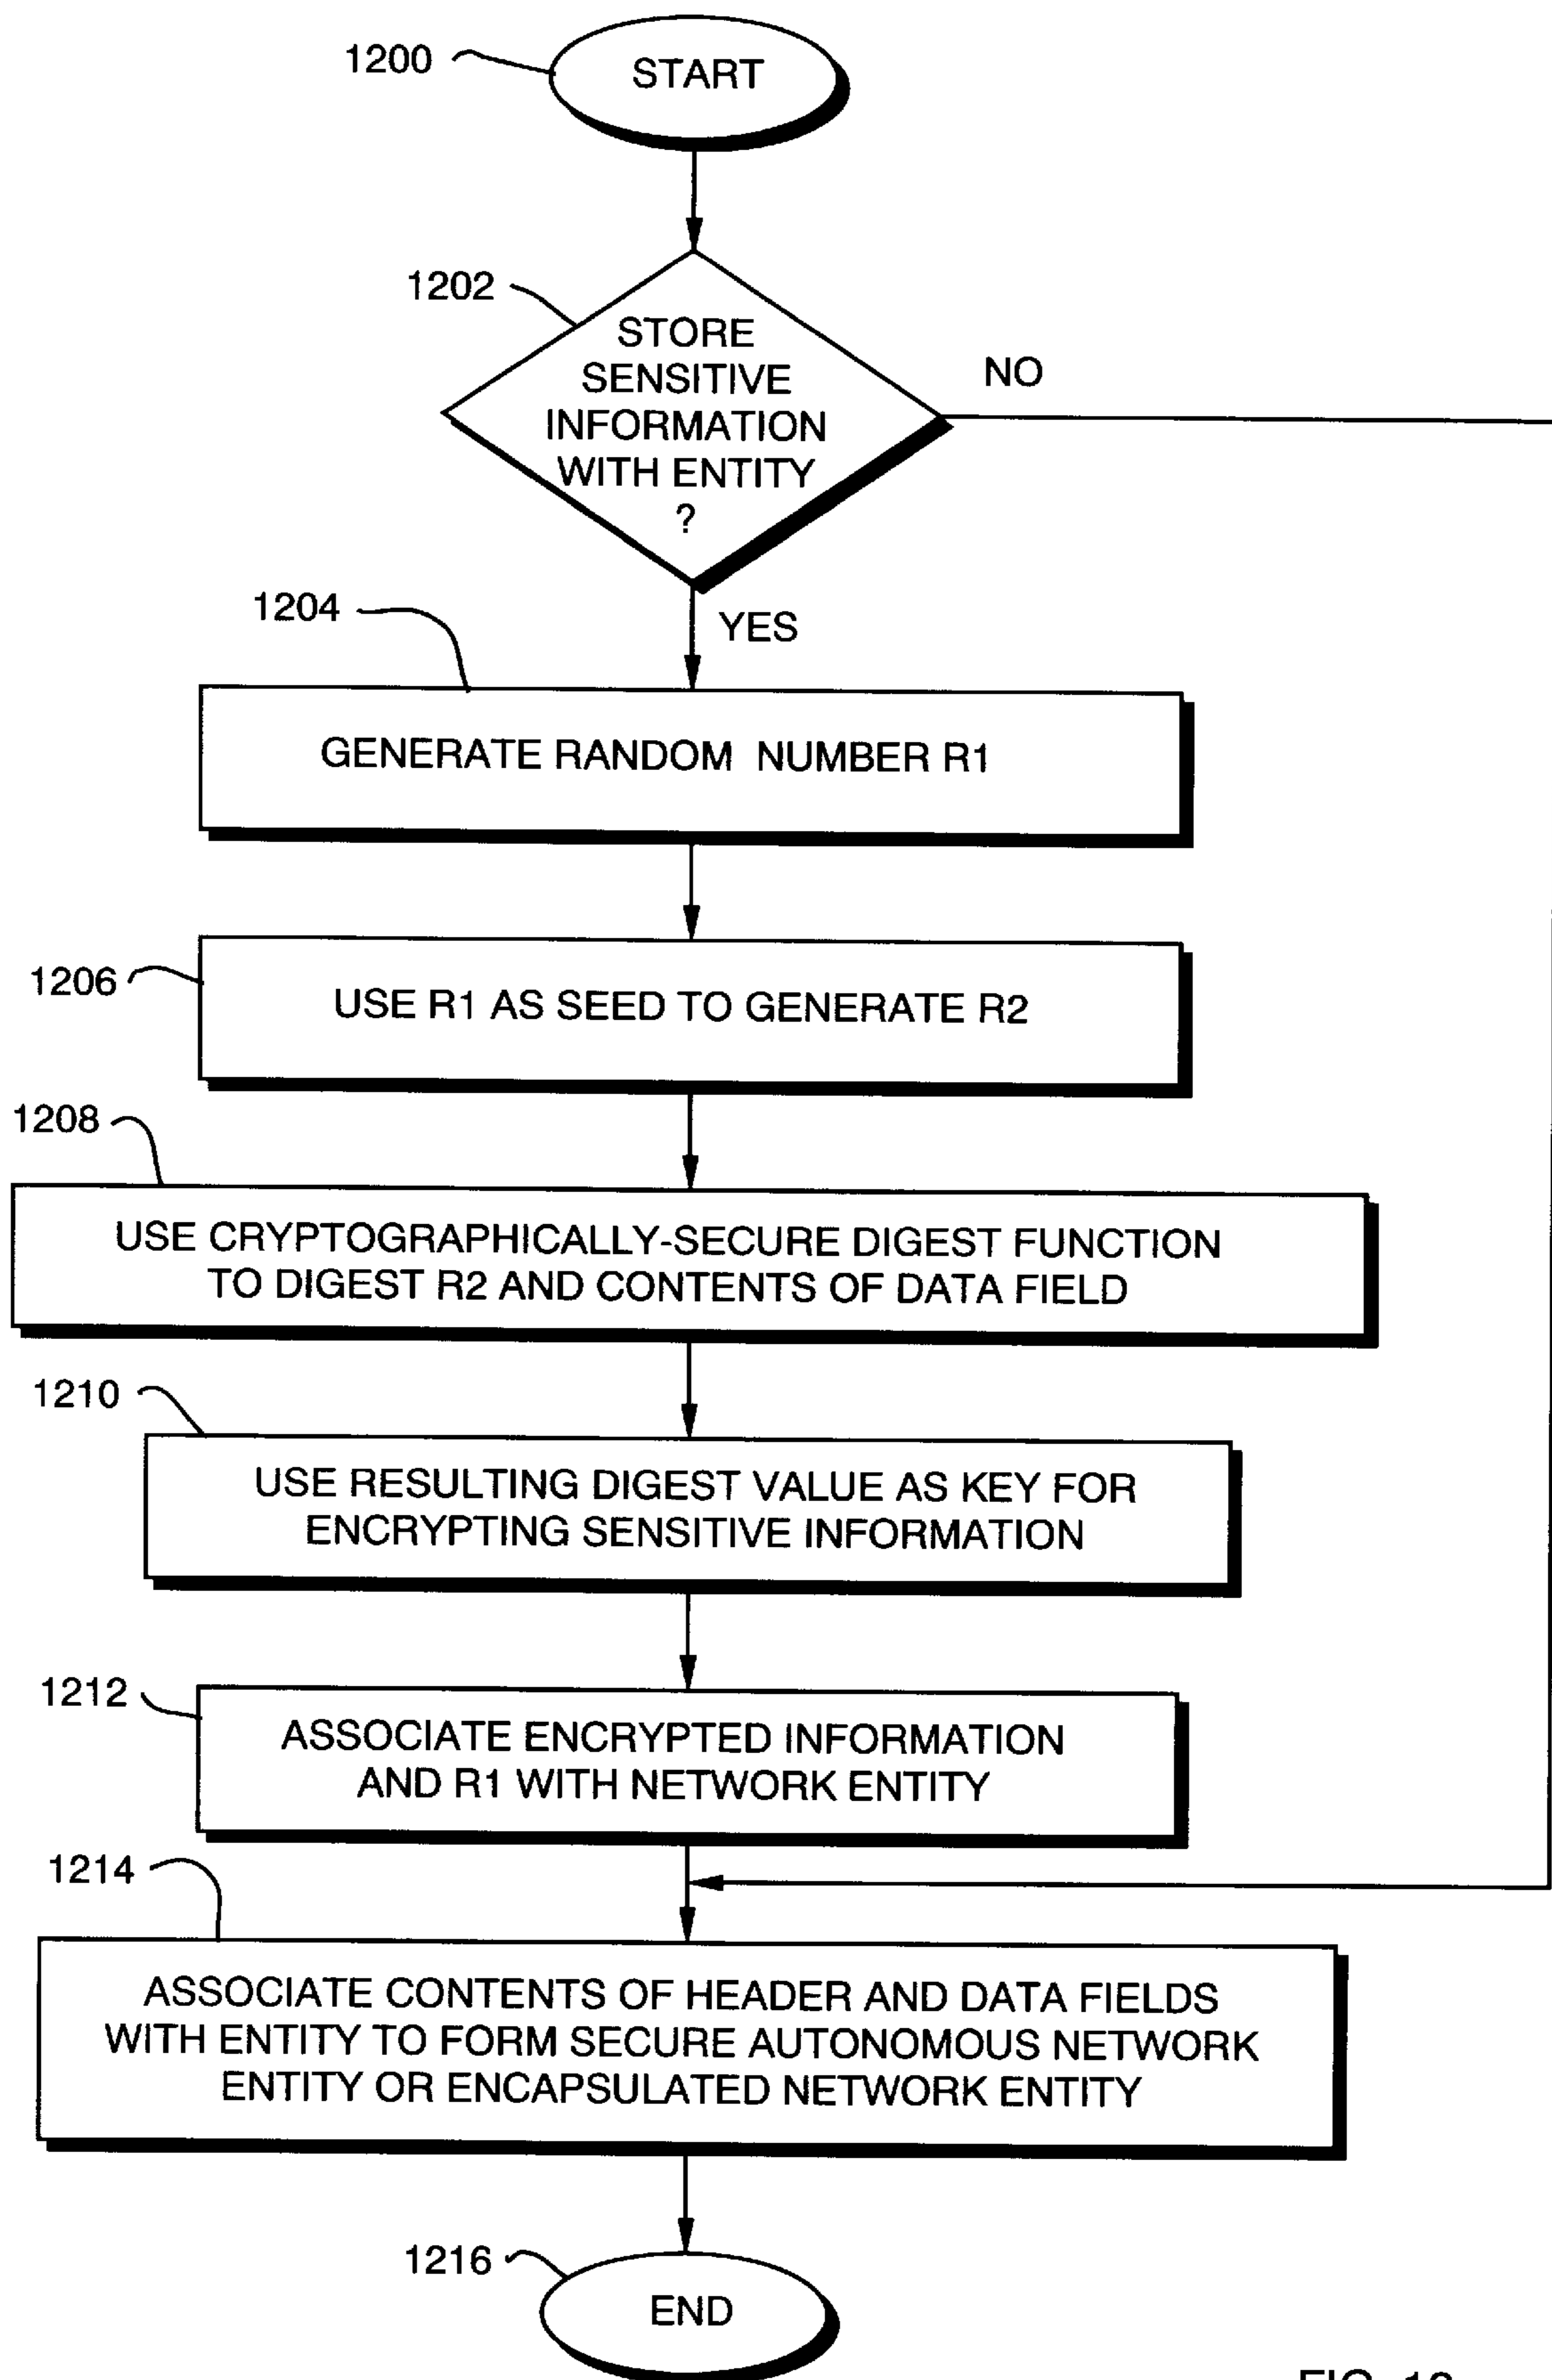 1200
START
1202
STORE
SENSITIVE
INFORMATION
WITH ENTITY
?
NO
YES
1204
GENERATE RANDOM NUMBER R1
1206
USE R1 AS SEED TO GENERATE R2
1208
USE CRYPTOGRAPHICALLY-SECURE DIGEST FUNCTION
TO DIGEST R2 AND CONTENTS OF DATA FIELD
1210
USE RESULTING DIGEST VALUE AS KEY FOR
ENCRYPTING SENSITIVE INFORMATION
1212
ASSOCIATE ENCRYPTED INFORMATION
AND R1 WITH NETWORK ENTITY
1214
ASSOCIATE CONTENTS OF HEADER AND DATA FIELDS
WITH ENTITY TO FORM SECURE AUTONOMOUS NETWORK
ENTITY OR ENCAPSULATED NETWORK ENTITY
1216
END
FIG.